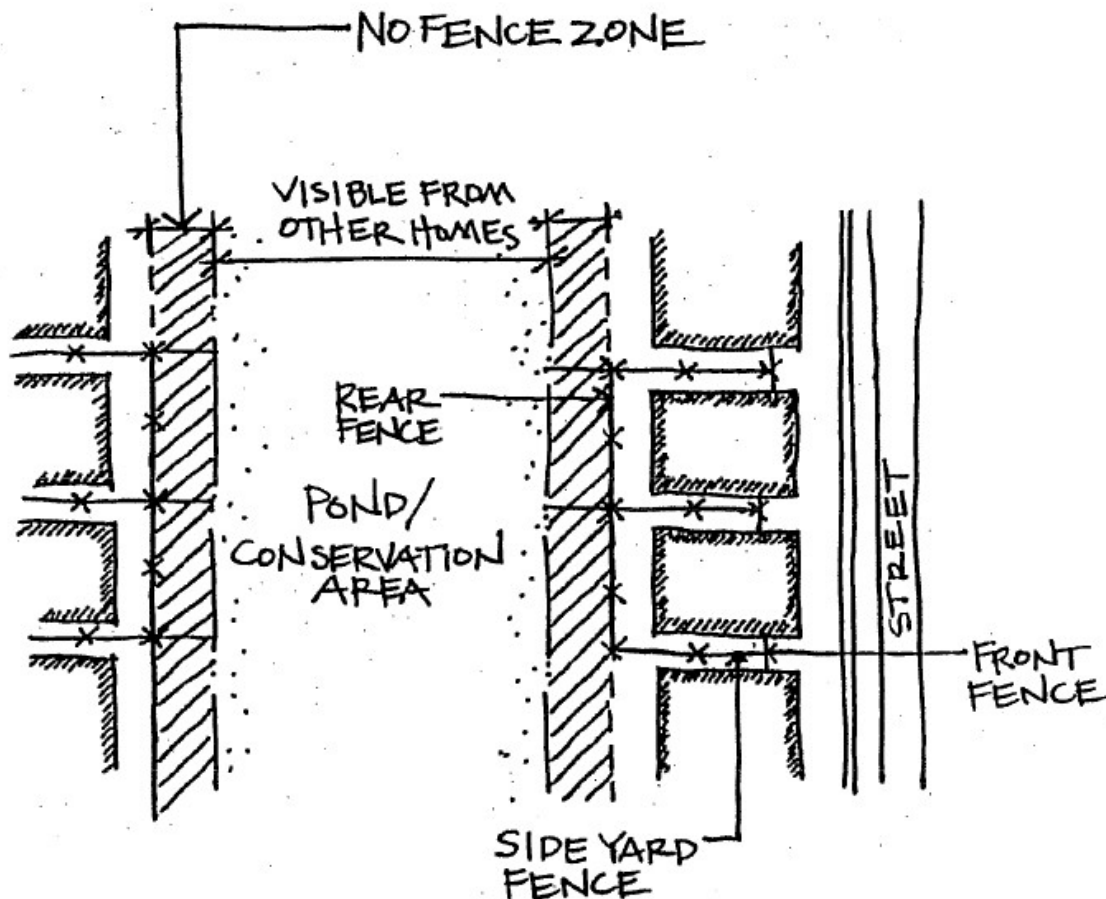 NO FENCE ZONE
VISIBLE FROM
OTHER HOMES
REAR
FENCE
POND/
CONSERVATION
AREA
STREET
FRONT
FENCE
SIDE YARD
FENCE